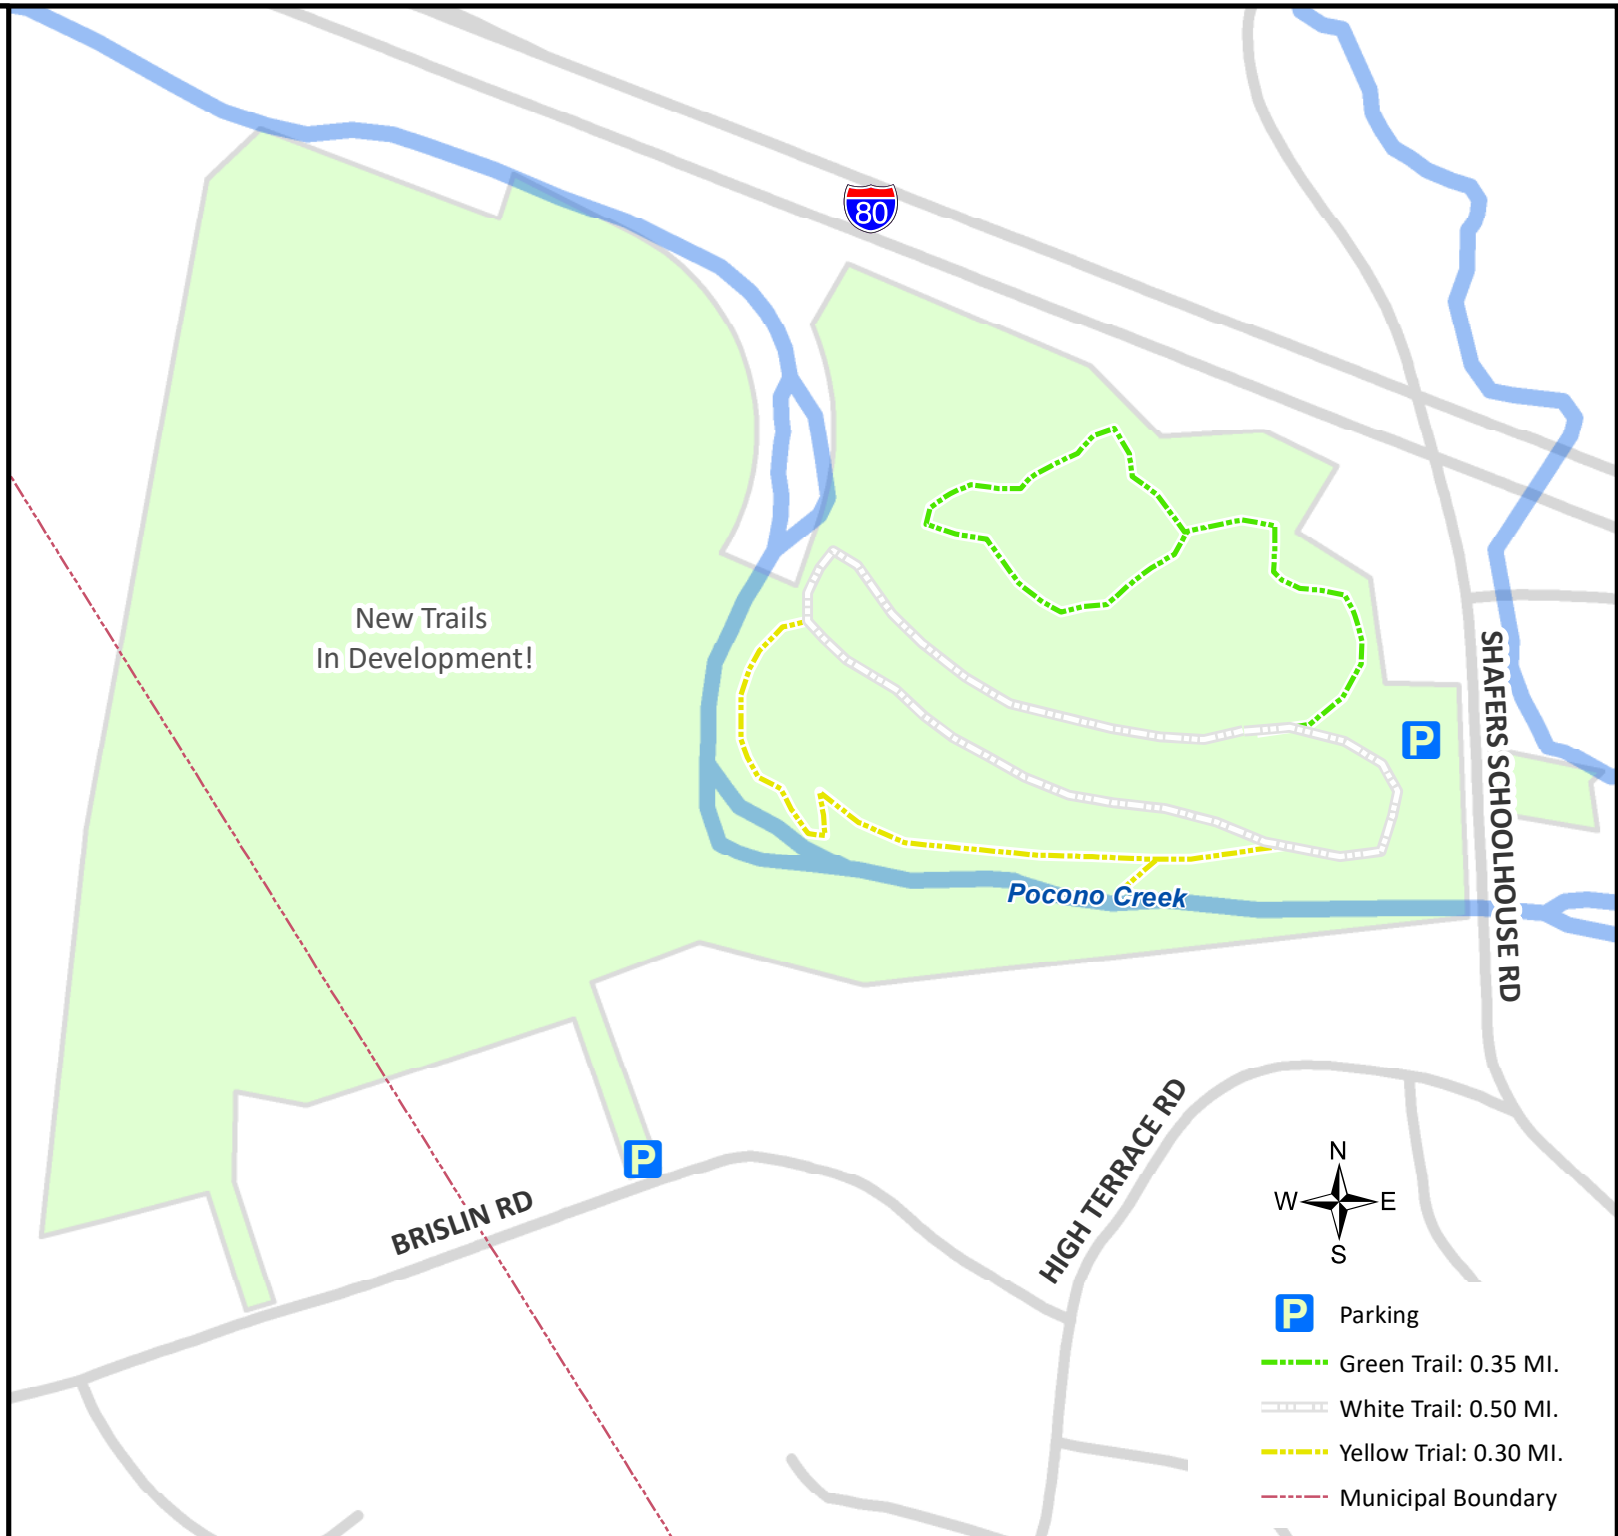 80
New Trails
In Development!
P
SHAFERS SCHOOLHOUSE RD
Pocono Creek
P
BRISLIN RD
HIGH TERRACE RD
N
W E
S
P Parking
Green Trail: 0.35 MI.
White Trail: 0.50 MI.
Yellow Trial: 0.30 MI.
Municipal Boundary